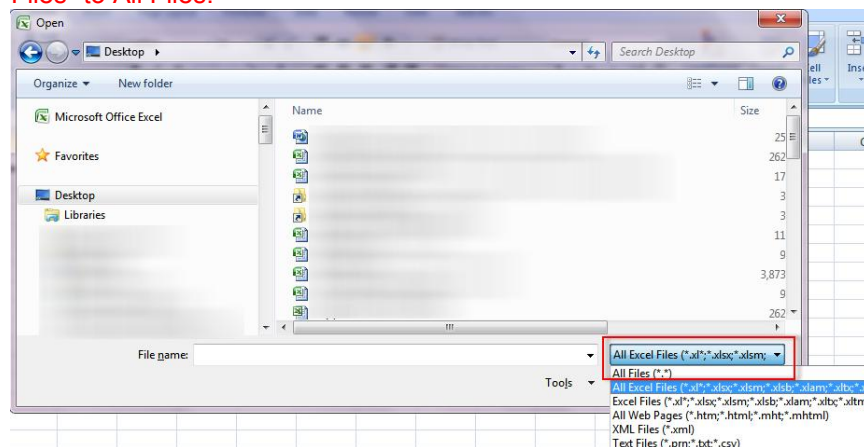 Files" to All Files.
Open
Desktop
Search Desktop
Organize
New folder
Microsoft Office Excel
Favorites
Desktop
Libraries
Name
Size
25
262
17
3
3
11
9
3,873
9
262
File name:
All Excel Files (*.xl*;*.xlsx;*.xlsm;
Tools
All Files (*.*)
All Excel Files (*.xl*;*.xlsx;*.xlsm;*.xlsb;*.xlam;*.xltx;*.x
Excel Files (*.xl*;*.xlsx;*.xlsm;*.xlsb;*.xlam;*.xltx;*.xltm
All Web Pages (*.htm;*.html;*.mht;*.mhtml)
XML Files (*.xml)
Text Files (*.prn;*.txt;*.csv)